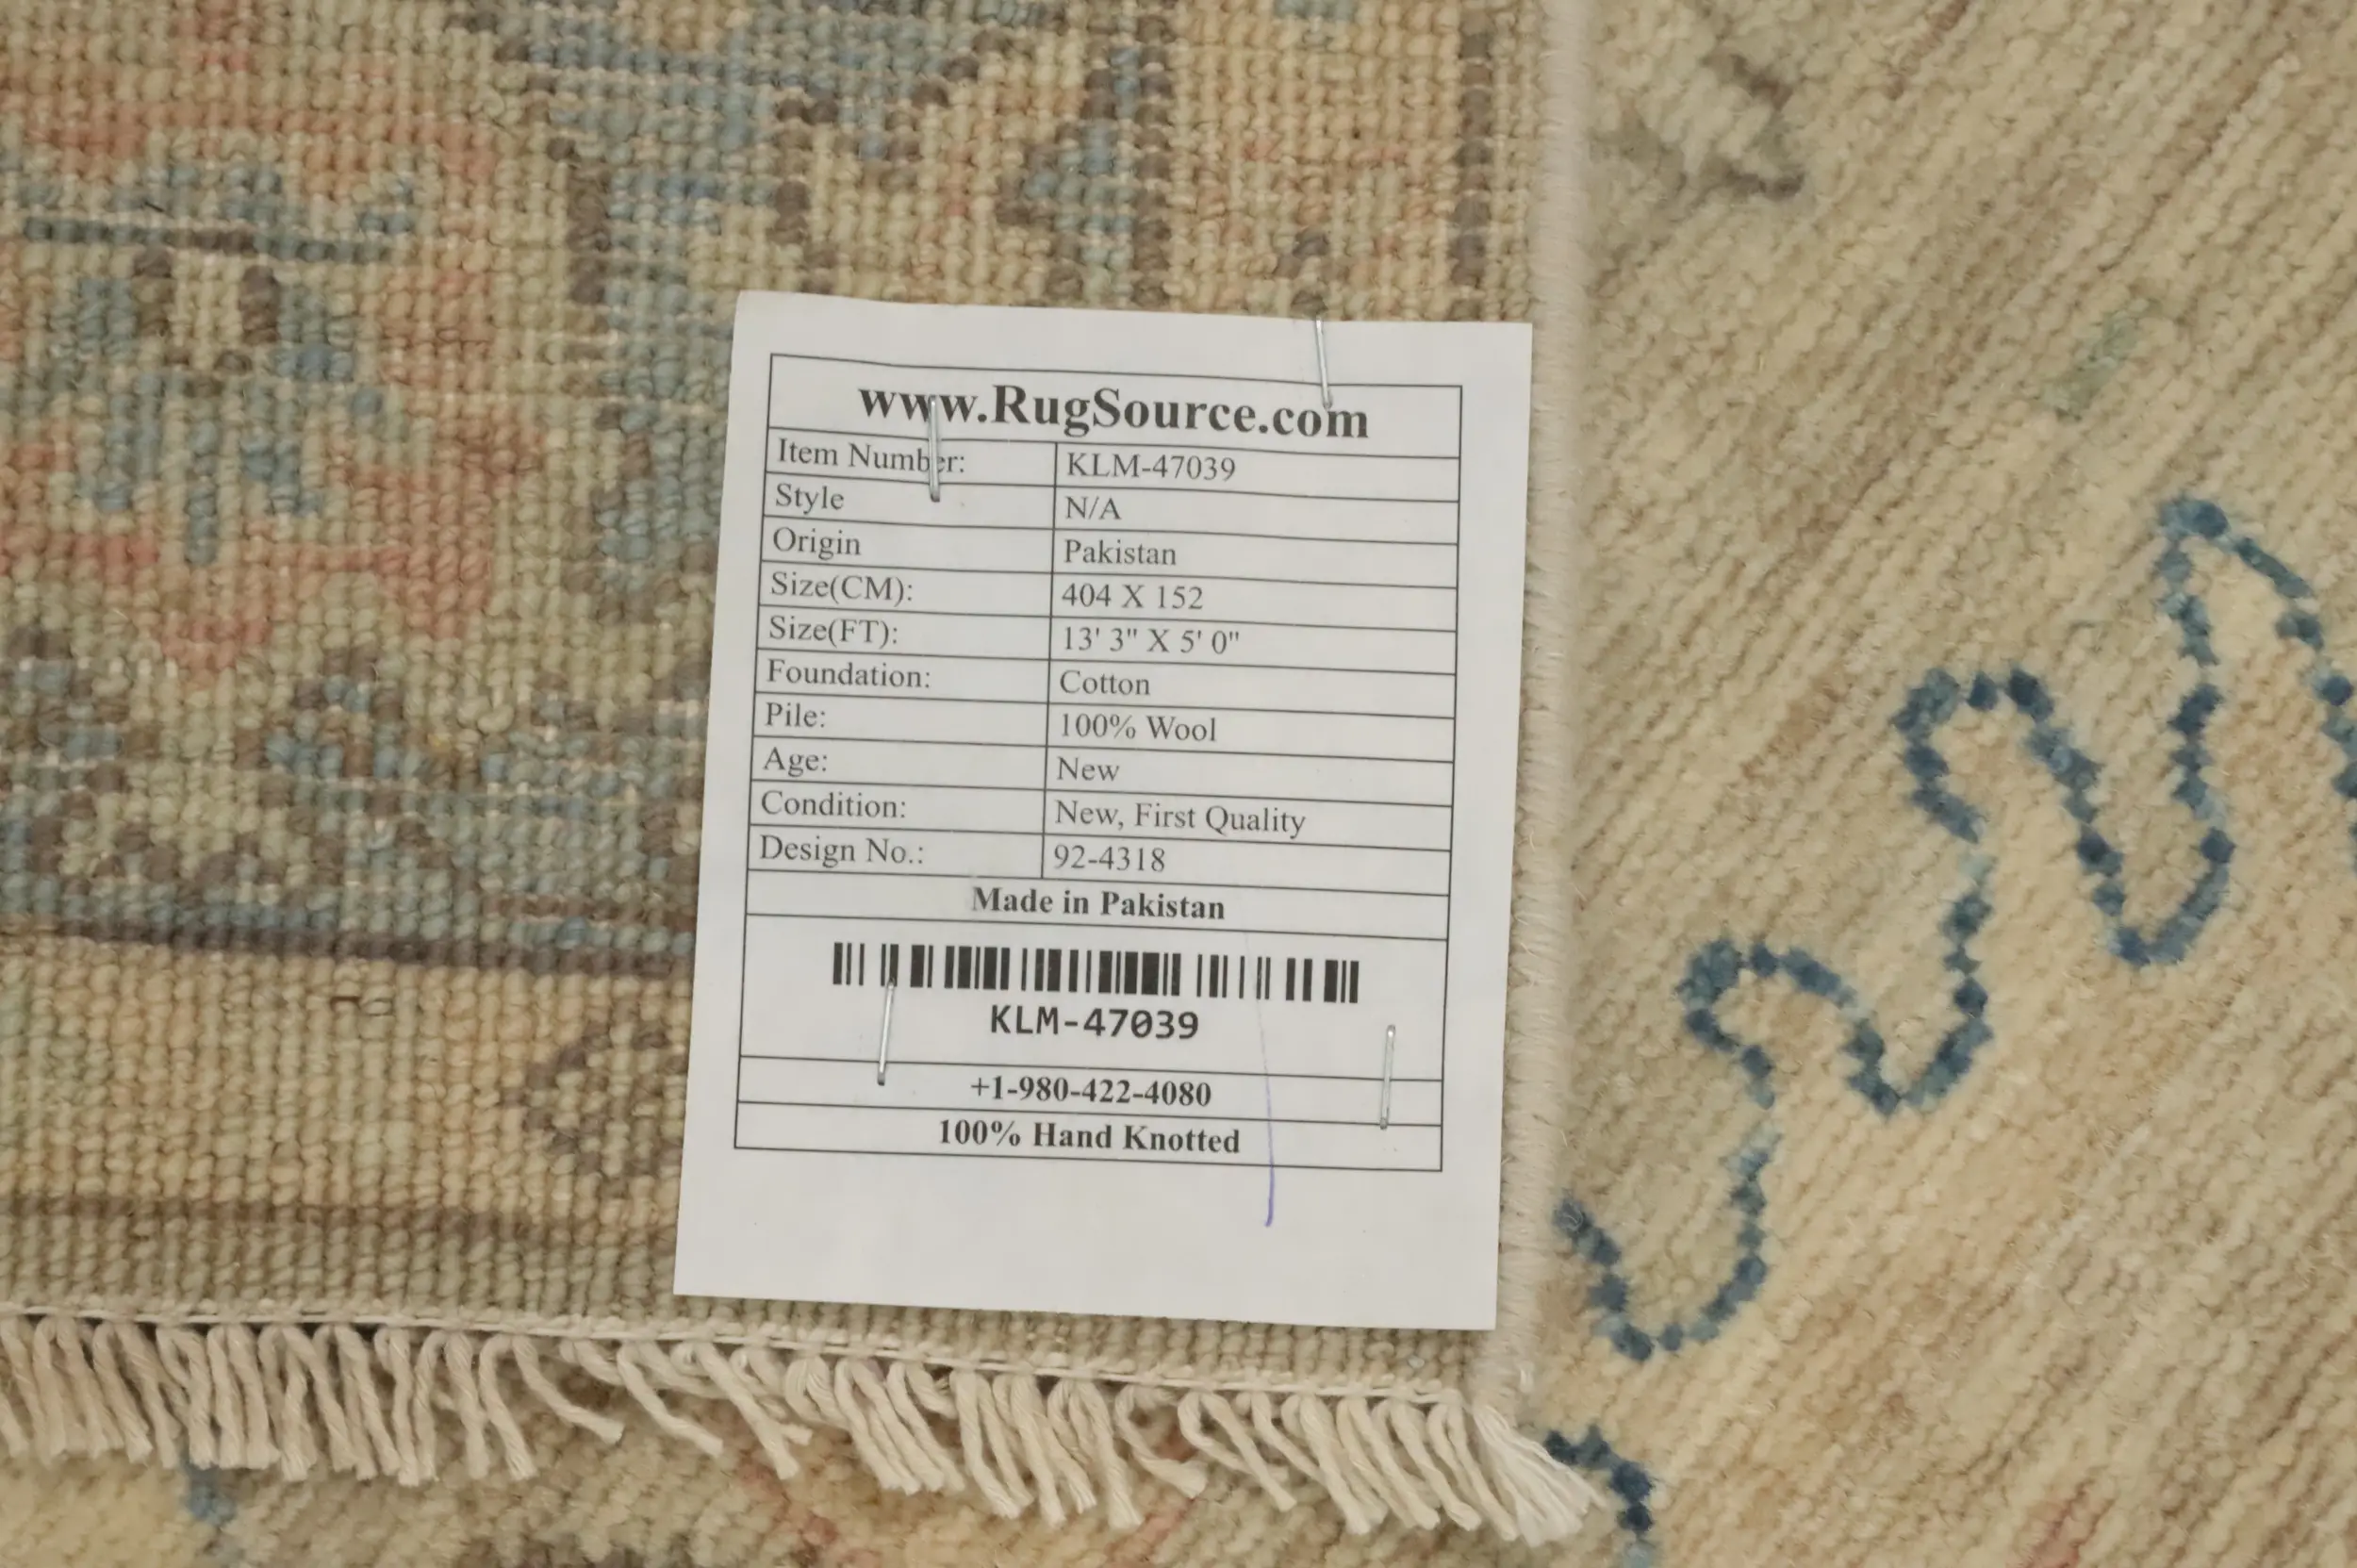 www.RugSource.com
Item Number: KLM-47039
Style N/A
Origin Pakistan
Size(CM): 404 X 152
Size(FT): 13' 3" X 5' 0"
Foundation: Cotton
Pile: 100% Wool
Age: New
Condition: New, First Quality
Design No.: 92-4318
Made in Pakistan
KLM-47039
+1-980-422-4080
100% Hand Knotted